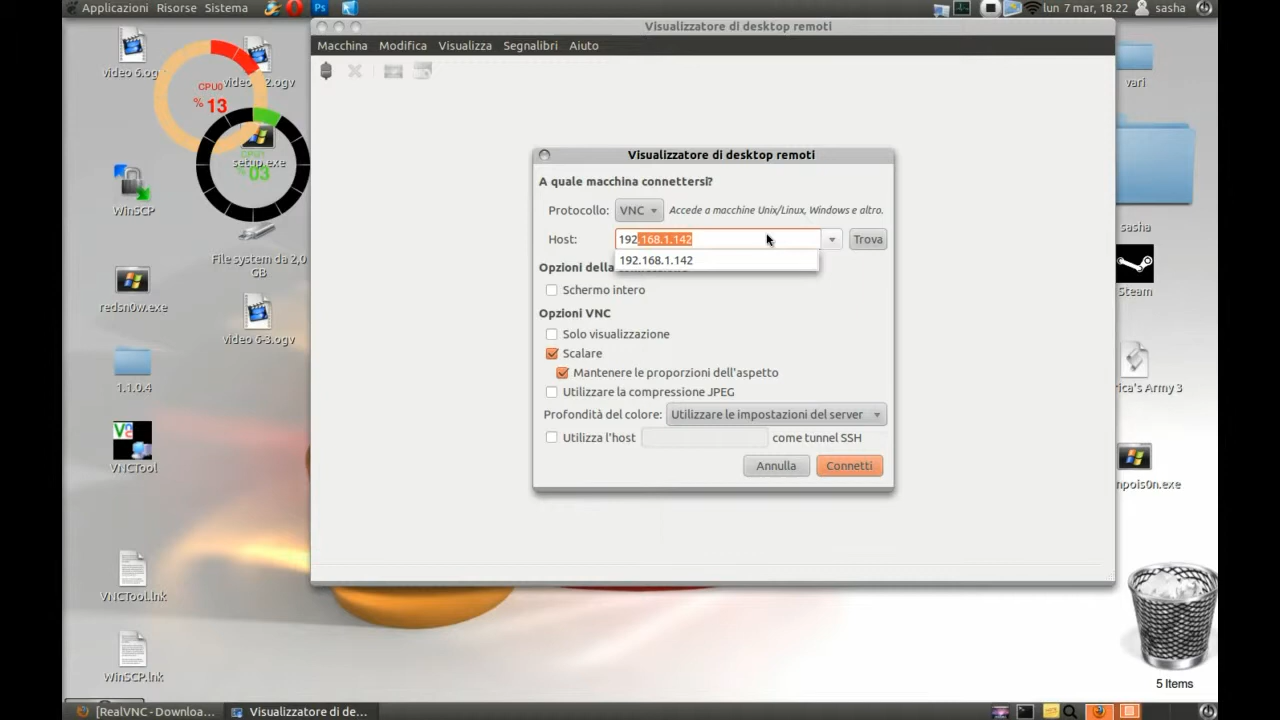 Applicazioni Risorse Sistema
Ps
lun 7 mar, 18.22
sasha
Visualizzatore di desktop remoti
Macchina Modifica Visualizza Segnalibri Aiuto
video 6.og
2.ogv
CPU0
% 13
setup.exe
% 03
WinSCP
File system da 2,0
GB
redsn0w.exe
video 6-3.ogv
1.1.0.4
VNCTool
VNCTool.lnk
WinSCP.lnk
Visualizzatore di desktop remoti
A quale macchina connettersi?
Protocollo: VNC Accede a macchine Unix/Linux, Windows e altro.
Host: 192.168.1.142 Trova
192.168.1.142
Opzioni della
Schermo intero
Opzioni VNC
Solo visualizzazione
Scalare
Mantenere le proporzioni dell'aspetto
Utilizzare la compressione JPEG
Profondità del colore: Utilizzare le impostazioni del server
Utilizza l'host come tunnel SSH
Annulla Connetti
vari
sasha
Steam
rica's Army 3
npois0n.exe
5 Items
[RealVNC - Downloa...
Visualizzatore di de...